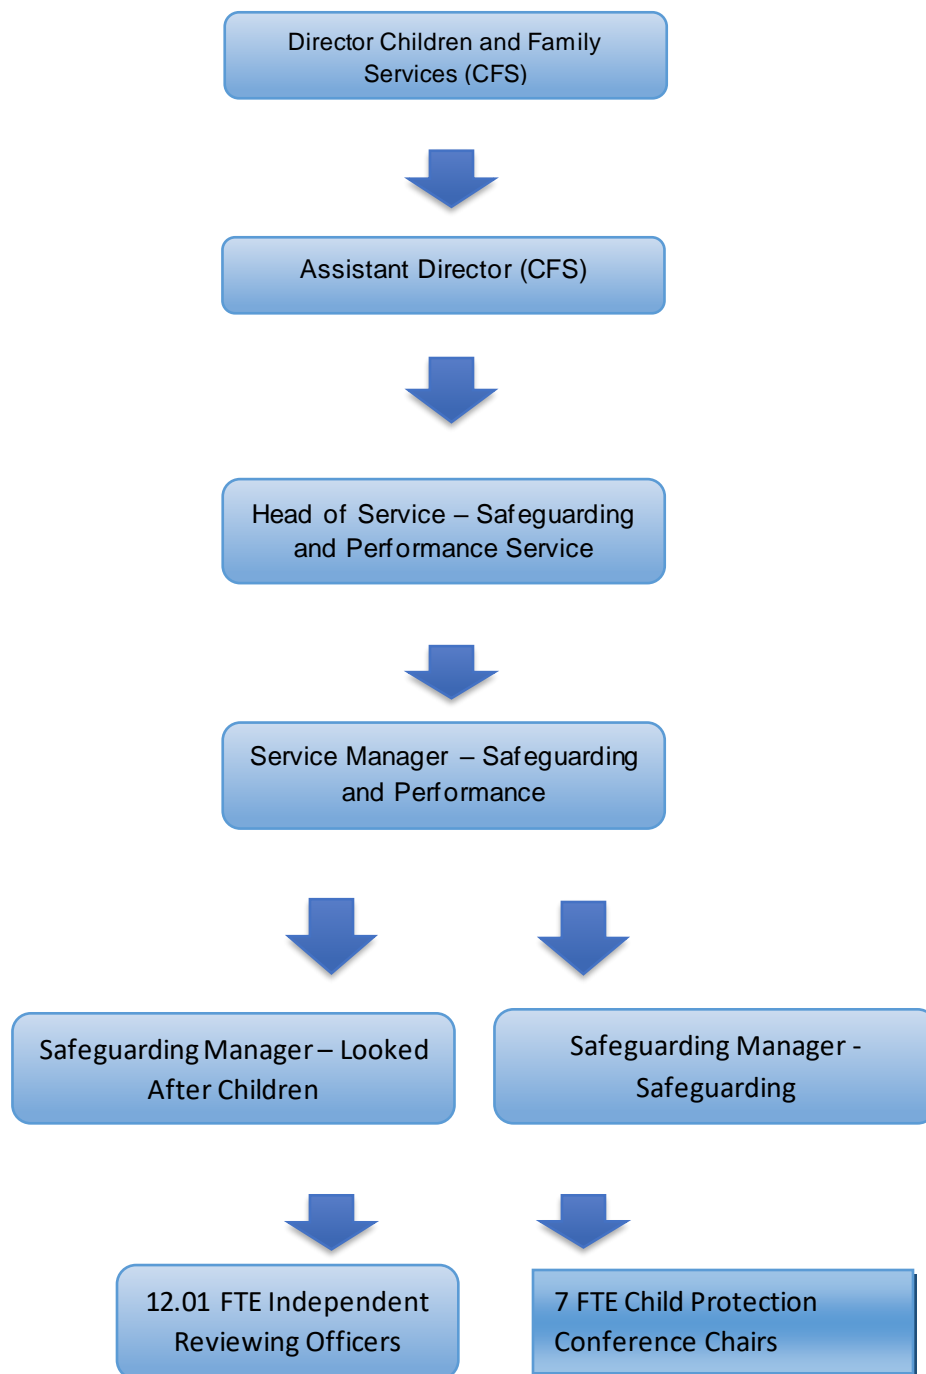 Director Children and Family
Services (CFS)
Assistant Director (CFS)
Head of Service – Safeguarding
and Performance Service
Service Manager – Safeguarding
and Performance
Safeguarding Manager – Looked
After Children
Safeguarding Manager -
Safeguarding
12.01 FTE Independent
Reviewing Officers
7 FTE Child Protection
Conference Chairs